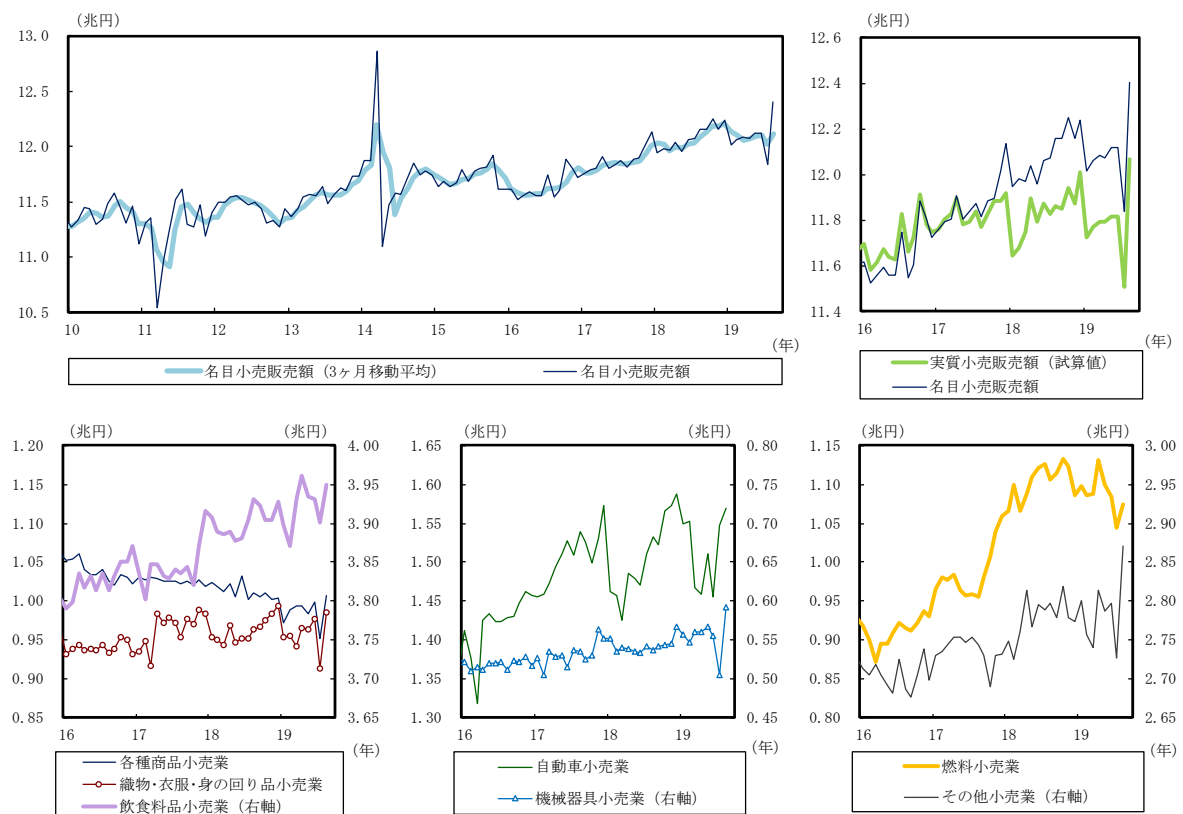 （兆円）
13.0
12.5
12.0
11.5
11.0
10.5
10 11 12 13 14 15 16 17 18 19
（年）
名目小売販売額（3ヶ月移動平均） 名目小売販売額
（兆円）
12.6
12.4
12.2
12.0
11.8
11.6
11.4
16 17 18 19
（年）
実質小売販売額（試算値）
名目小売販売額
（兆円） （兆円）
1.20 4.00
1.15 3.95
1.10 3.90
1.05 3.85
1.00 3.80
0.95 3.75
0.90 3.70
0.85 3.65
16 17 18 19
（年）
各種商品小売業
織物・衣服・身の回り品小売業
飲食料品小売業（右軸）
（兆円） （兆円）
1.65 0.80
1.60 0.75
1.55 0.70
1.50 0.65
1.45 0.60
1.40 0.55
1.35 0.50
1.30 0.45
16 17 18 19
（年）
自動車小売業
機械器具小売業（右軸）
（兆円） （兆円）
1.15 3.00
1.10 2.95
1.05 2.90
1.00 2.85
0.95 2.80
0.90 2.75
0.85 2.70
0.80 2.65
16 17 18 19
（年）
燃料小売業
その他小売業（右軸）